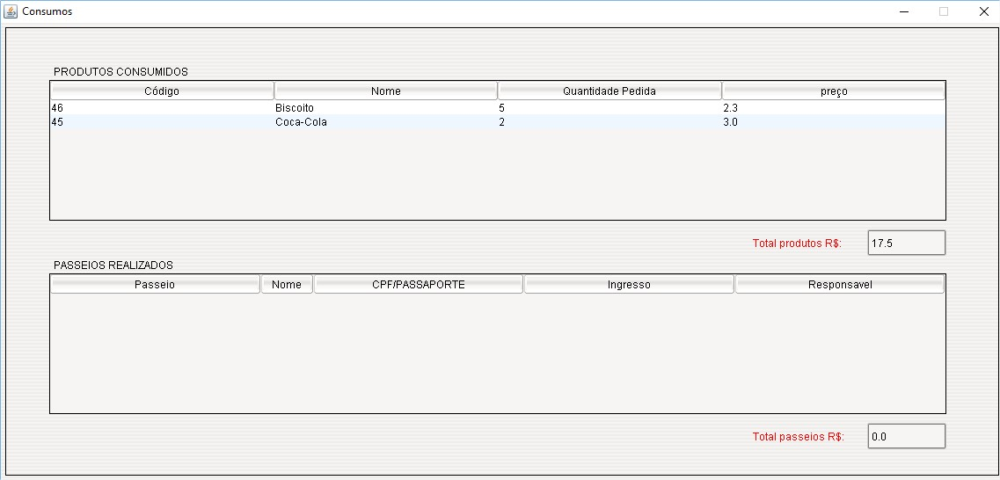 Consumos
PRODUTOS CONSUMIDOS
Código Nome Quantidade Pedida preço
46 Biscoito 5 2.3
45 Coca-Cola 2 3.0
Total produtos R$: 17.5
PASSEIOS REALIZADOS
Passeio Nome CPF/PASSAPORTE Ingresso Responsavel
Total passeios R$: 0.0